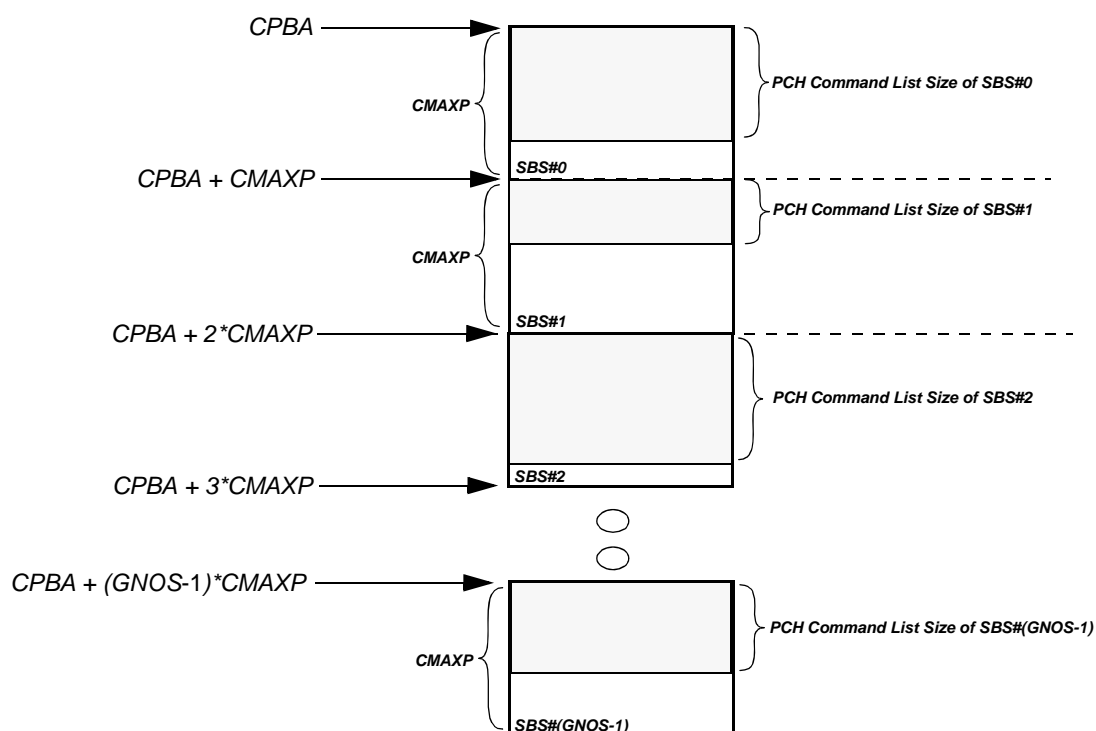 CPBA
PCH Command List Size of SBS#0
CMAXP
SBS#0
CPBA + CMAXP
PCH Command List Size of SBS#1
CMAXP
SBS#1
CPBA + 2*CMAXP
PCH Command List Size of SBS#2
SBS#2
CPBA + 3*CMAXP
CPBA + (GNOS-1)*CMAXP
PCH Command List Size of SBS#(GNOS-1)
CMAXP
SBS#(GNOS-1)